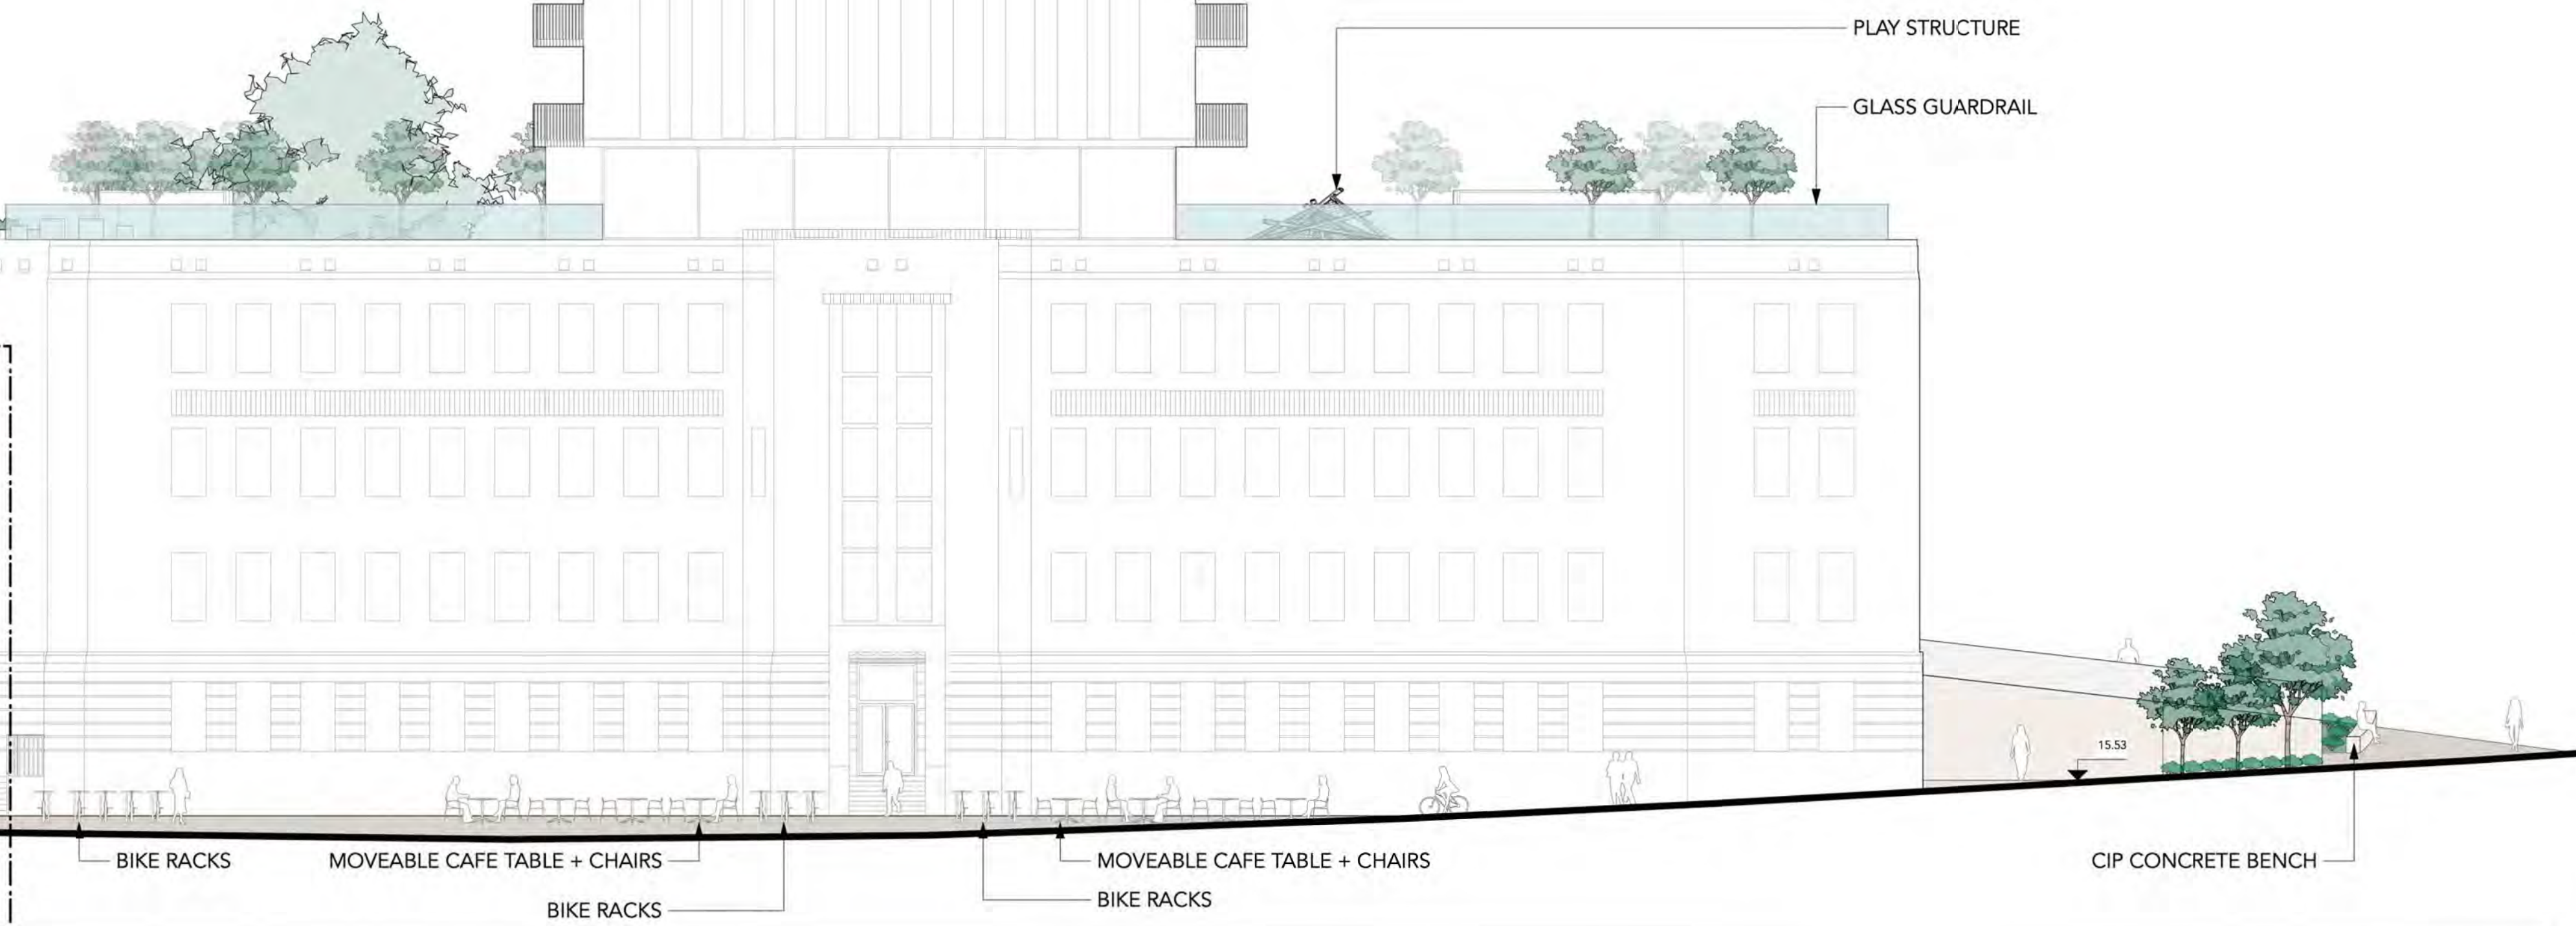 PLAY STRUCTURE
GLASS GUARDRAIL
15.53
BIKE RACKS
MOVEABLE CAFE TABLE + CHAIRS
MOVEABLE CAFE TABLE + CHAIRS
CIP CONCRETE BENCH
BIKE RACKS
BIKE RACKS